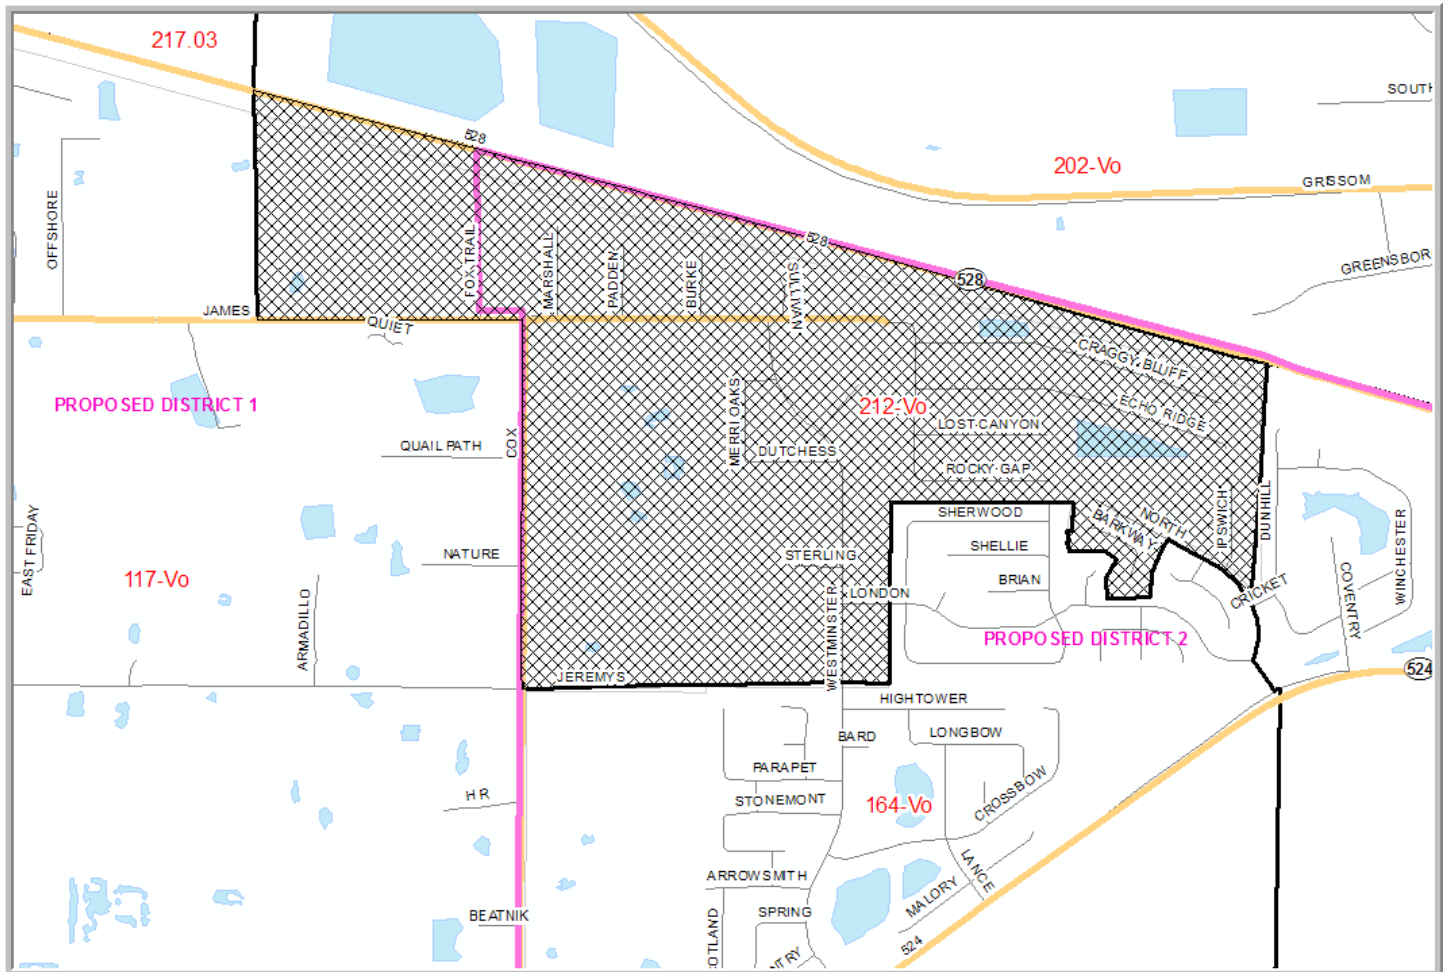 217.03
SOUTH
528
202-Vo
GRISSOM
OFFSHORE
FOX TRAIL
MARSHALL
PADDEN
BURKE
SULLIVAN
528
528
GREENSBOR
JAMES
QUIET
CRAGGY BLUFF
PROPOSED DISTRICT 1
MERRI OAKS
212-Vo
ECHO RIDGE
LOST CANYON
QUAIL PATH
COX
DUTCHESS
ROCKY GAP
EAST FRIDAY
SHERWOOD
BARKWAY
NORTH
IPSWICH
DUNHILL
WINCHESTER
NATURE
STERLING
SHELLIE
117-Vo
BRIAN
ARMADILLO
WESTMINSTER
LONDON
CRICKET
COVENTRY
PROPOSED DISTRICT 2
JEREMYS
524
HIGHTOWER
BARD
LONGBOW
PARAPET
HR
STONEMONT
164-Vo
CROSSBOW
ARROWSMITH
LANCE
MALORY
BEATNIK
SPRING
OTLAND
NTRY
524